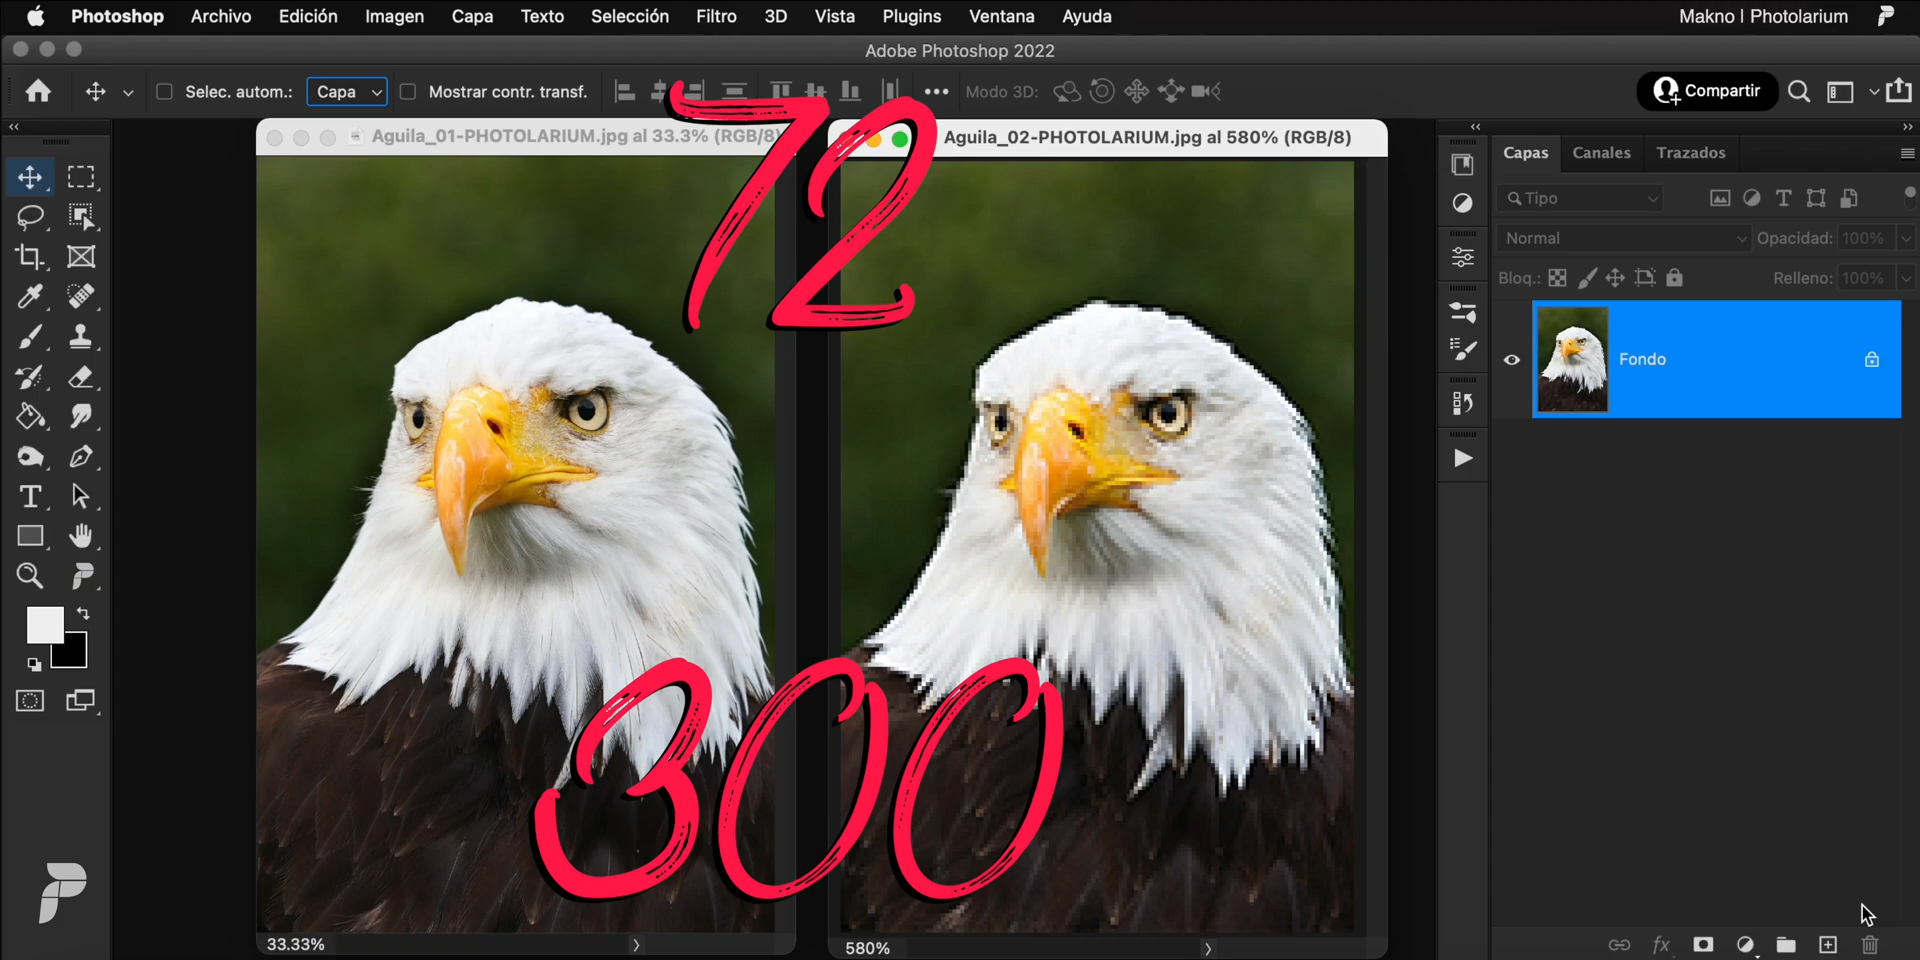 Photoshop Archivo Edición Imagen Capa Texto Selección Filtro 3D Vista Plugins Ventana Ayuda Makno | Photolarium
Adobe Photoshop 2022
Selec. autom.: Capa Mostrar contr. transf. Modo 3D: Compartir
Aguila_01-PHOTOLARIUM.jpg al 33.3% (RGB/8)
Aguila_02-PHOTOLARIUM.jpg al 580% (RGB/8)
72
300
33.33%
580%
Capas Canales Trazados
Tipo
Normal Opacidad: 100%
Bloq.: Relleno: 100%
Fondo
fx